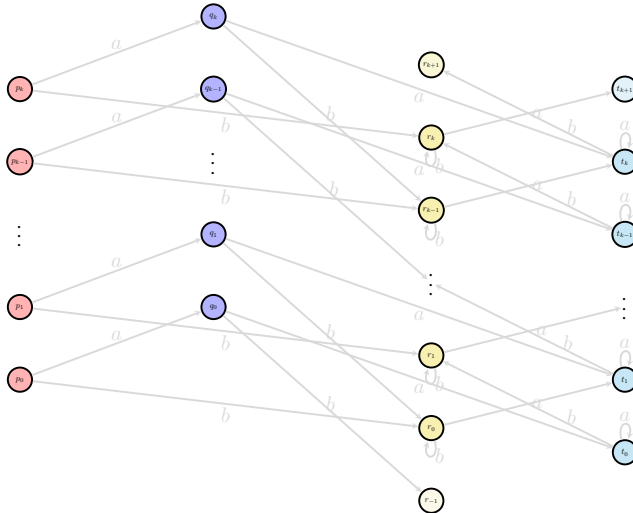 q_k
a
r_{k+1}
p_k
q_{k-1}
a
t_{k+1}
a
b
a
b
a
b
r_k
p_{k-1}
a
b
t_k
b
b
r_{k-1}
a
a
b
q_1
t_{k-1}
a
p_1
q_0
a
b
b
a
b
r_1
a
p_0
a
b
t_1
b
b
r_0
a
a
b
t_0
r_{-1}